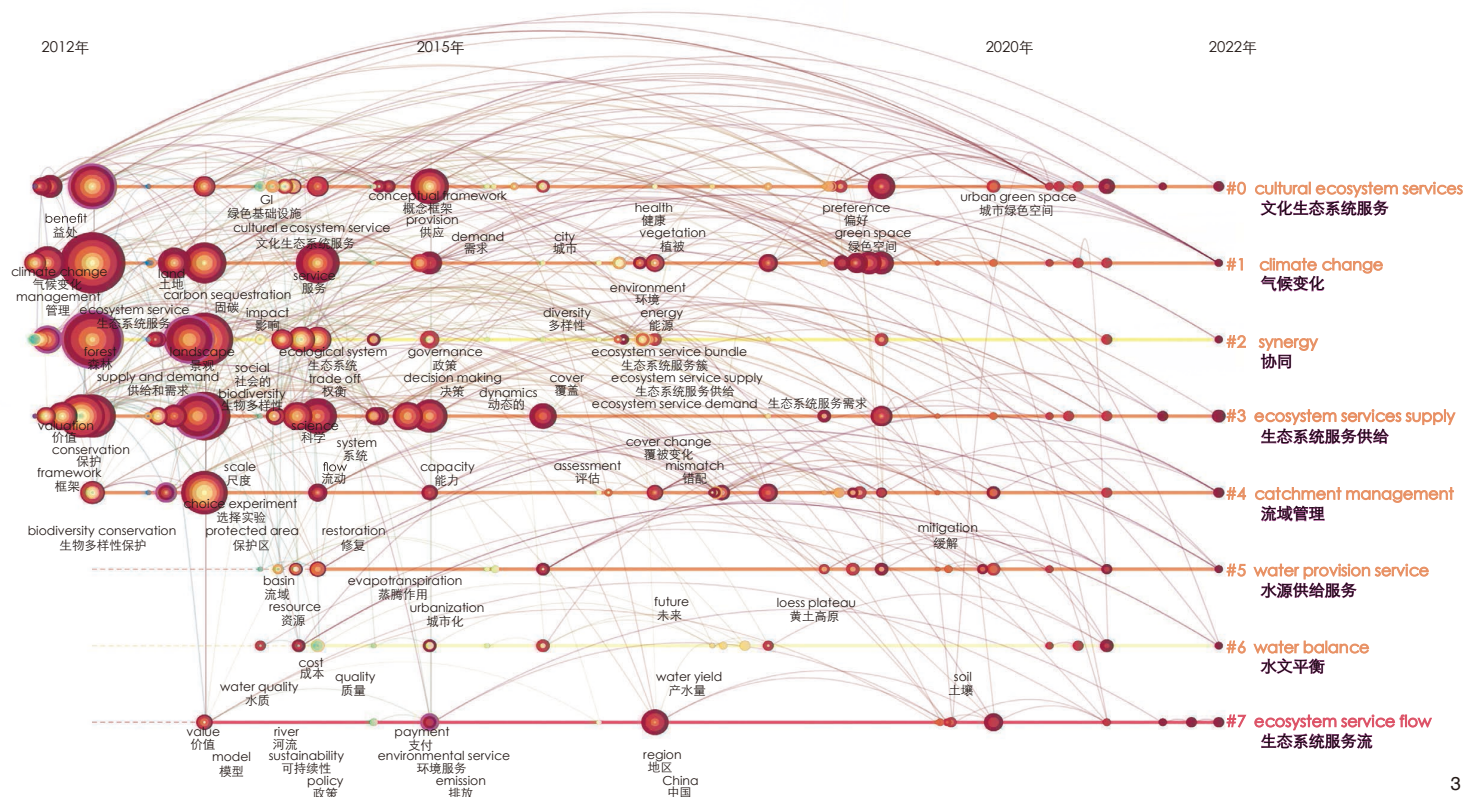 2012年
2015年
2020年
2022年
#0 cultural ecosystem services
文化生态系统服务
benefit
益处
GI
绿色基础设施
cultural ecosystem service
文化生态系统服务
conceptual framework
概念框架
provision
供应
demand
需求
city
城市
health
健康
vegetation
植被
preference
偏好
green space
绿色空间
urban green space
城市绿色空间
#1 climate change
气候变化
climate change
气候变化
management
管理
land
土地
carbon sequestration
固碳
service
服务
ecosystem service
生态系统服务
impact
影响
diversity
多样性
environment
环境
energy
能源
#2 synergy
协同
forest
森林
landscape
景观
supply and demand
供给和需求
social
社会的
biodiversity
生物多样性
ecological system
生态系统
trade off
权衡
governance
政策
decision making
决策
dynamics
动态的
cover
覆盖
ecosystem service bundle
生态系统服务簇
ecosystem service supply
生态系统服务供给
ecosystem service demand 生态系统服务需求
#3 ecosystem services supply
生态系统服务供给
valuation
价值
conservation
保护
framework
框架
science
科学
system
系统
scale
尺度
flow
流动
capacity
能力
assessment
评估
cover change
覆被变化
mismatch
错配
#4 catchment management
流域管理
choice experiment
选择实验
biodiversity conservation
生物多样性保护
protected area
保护区
restoration
修复
mitigation
缓解
#5 water provision service
水源供给服务
basin
流域
resource
资源
evapotranspiration
蒸腾作用
urbanization
城市化
future
未来
loess plateau
黄土高原
#6 water balance
水文平衡
cost
成本
water quality
水质
quality
质量
water yield
产水量
soil
土壤
#7 ecosystem service flow
生态系统服务流
value
价值
model
模型
river
河流
sustainability
可持续性
policy
政策
payment
支付
environmental service
环境服务
emission
排放
region
地区
China
中国
3